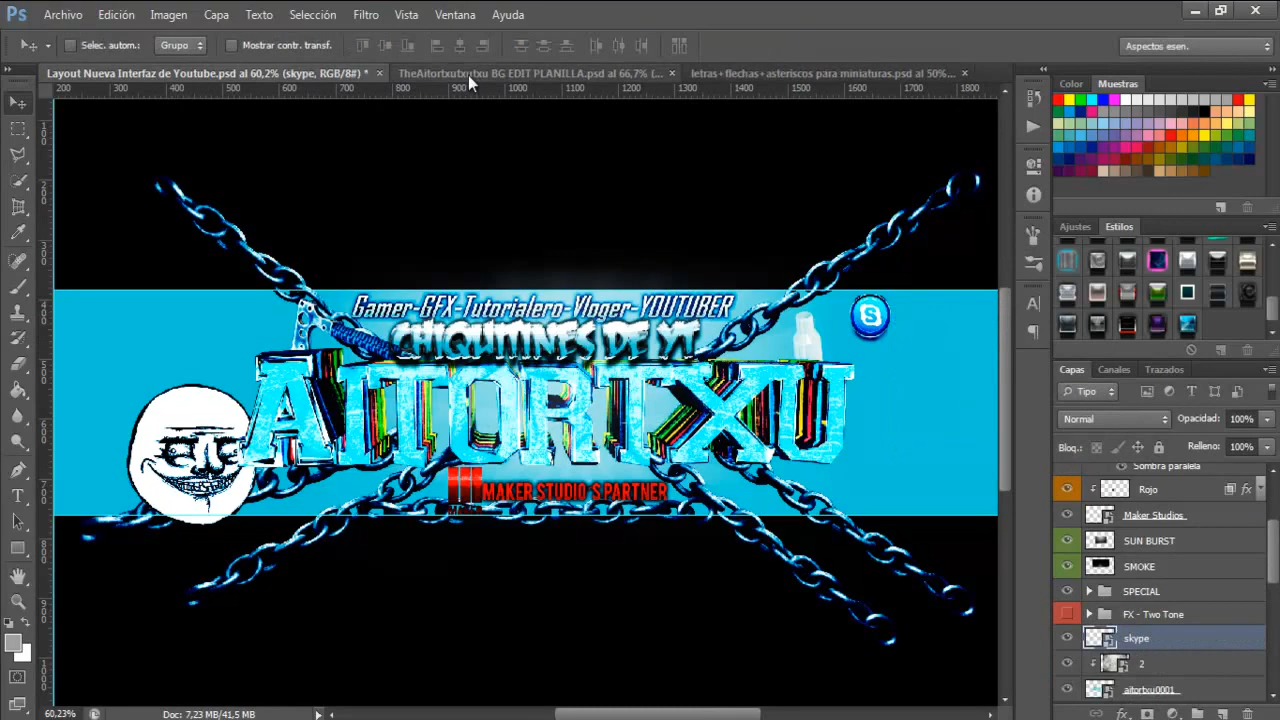 Ps Archivo Edición Imagen Capa Texto Selección Filtro Vista Ventana Ayuda
Selec. autom.: Grupo Mostrar contr. transf. Aspectos esen.
Layout Nueva Interfaz de Youtube.psd al 60,2% (skype, RGB/8#) * TheAitortxutxutxu BG EDIT PLANILLA.psd al 66,7% (... letras+flechas+asteriscos para miniaturas.psd al 50%...
200 300 400 500 600 700 800 900 1000 1100 1200 1300 1400 1500 1600 1700 1800
Color Muestras
Ajustes Estilos
Gamer-GFX-Tutorialero-Vloger-YOUTUBER
CHIQUITINES DE YT
AITORTXU
MAKER STUDIO S PARTNER
Capas Canales Trazados
Tipo
Normal Opacidad: 100%
Bloq.: Relleno: 100%
Sombra paralela
Rojo fx
Maker Studios
SUN BURST
SMOKE
SPECIAL
FX - Two Tone
skype
2
aitortxu0001
60,23% Doc: 7,23 MB/41,5 MB